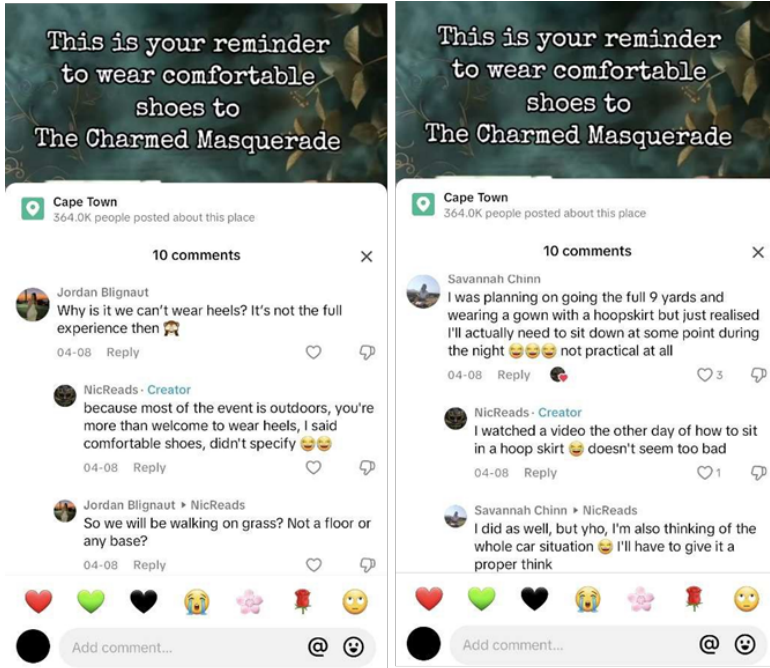 This is your reminder
to wear comfortable
shoes to
The Charmed Masquerade
Cape Town
364.0K people posted about this place
10 comments
Jordan Blignaut
Why is it we can't wear heels? It's not the full
experience then 🙈
04-08 Reply
NicReads · Creator
because most of the event is outdoors, you're
more than welcome to wear heels, I said
comfortable shoes, didn't specify 😂😂
04-08 Reply
Jordan Blignaut ▸ NicReads
So we will be walking on grass? Not a floor or
any base?
04-08 Reply
Add comment...
@
This is your reminder
to wear comfortable
shoes to
The Charmed Masquerade
Cape Town
364.0K people posted about this place
10 comments
Savannah Chinn
I was planning on going the full 9 yards and
wearing a gown with a hoopskirt but just realised
I'll actually need to sit down at some point during
the night 😂😂😂 not practical at all
04-08 Reply 3
NicReads · Creator
I watched a video the other day of how to sit
in a hoop skirt 😂 doesn't seem too bad
04-08 Reply 1
Savannah Chinn ▸ NicReads
I did as well, but yho, I'm also thinking of the
whole car situation 😂 I'll have to give it a
proper think
Add comment...
@